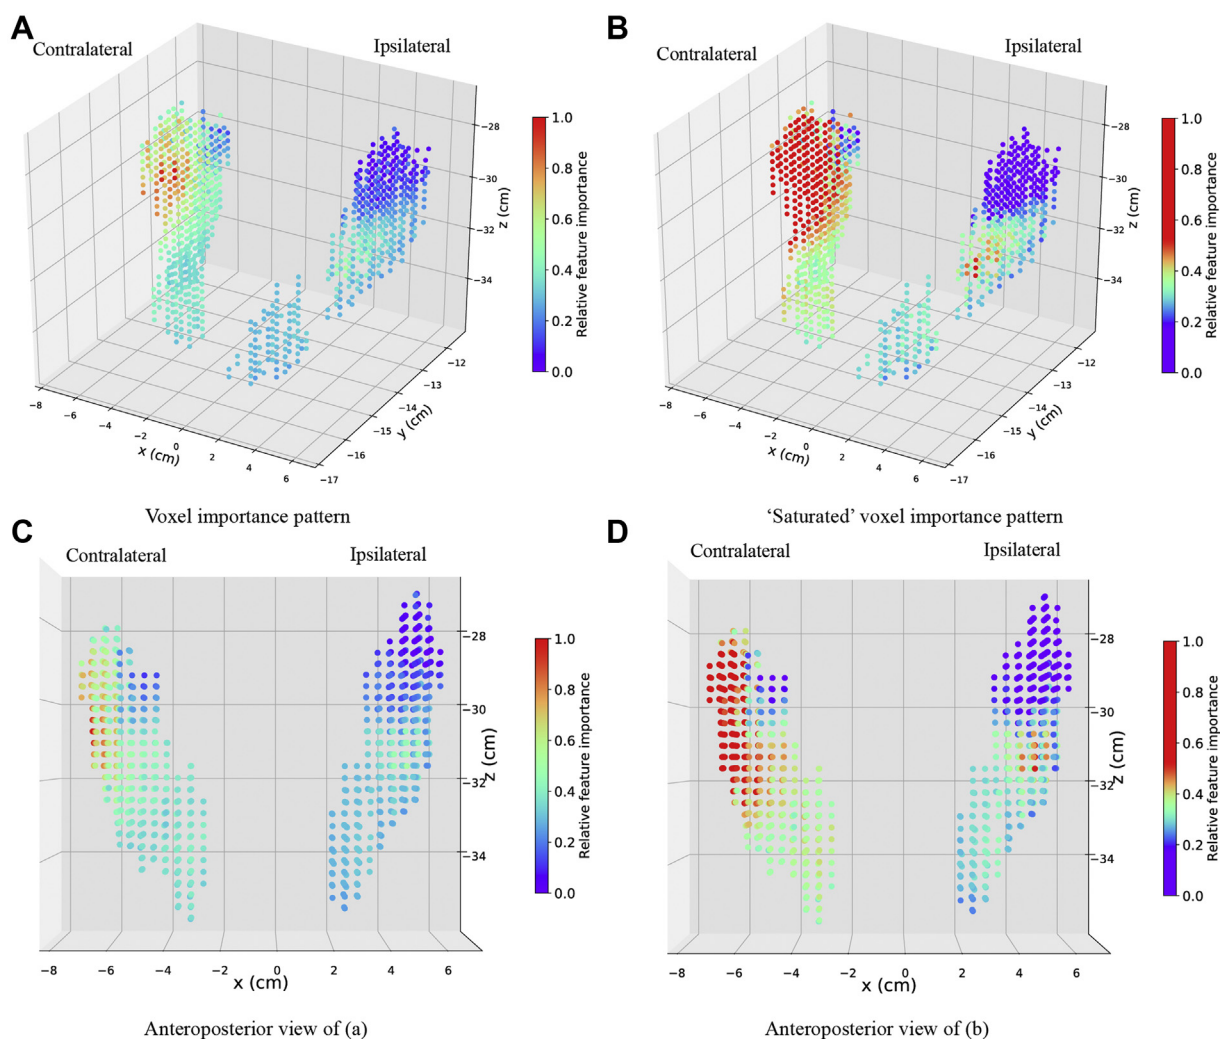 A
Contralateral
Ipsilateral
−28
−30
−32
−34
z (cm)
−12
−13
−14
−15
−16
−17
y (cm)
−8
−6
−4
−2
0
2
4
6
x (cm)
1.0
0.8
0.6
0.4
0.2
0.0
Relative feature importance
Voxel importance pattern
B
Contralateral
Ipsilateral
−28
−30
−32
−34
z (cm)
−12
−13
−14
−15
−16
−17
y (cm)
−8
−6
−4
−2
0
2
4
6
x (cm)
1.0
0.8
0.6
0.4
0.2
0.0
Relative feature importance
‘Saturated’ voxel importance pattern
C
Contralateral
Ipsilateral
−28
−30
−32
−34
z (cm)
−8
−6
−4
−2
0
2
4
6
x (cm)
1.0
0.8
0.6
0.4
0.2
0.0
Relative feature importance
Anteroposterior view of (a)
D
Contralateral
Ipsilateral
−28
−30
−32
−34
z (cm)
−8
−6
−4
−2
0
2
4
6
x (cm)
1.0
0.8
0.6
0.4
0.2
0.0
Relative feature importance
Anteroposterior view of (b)